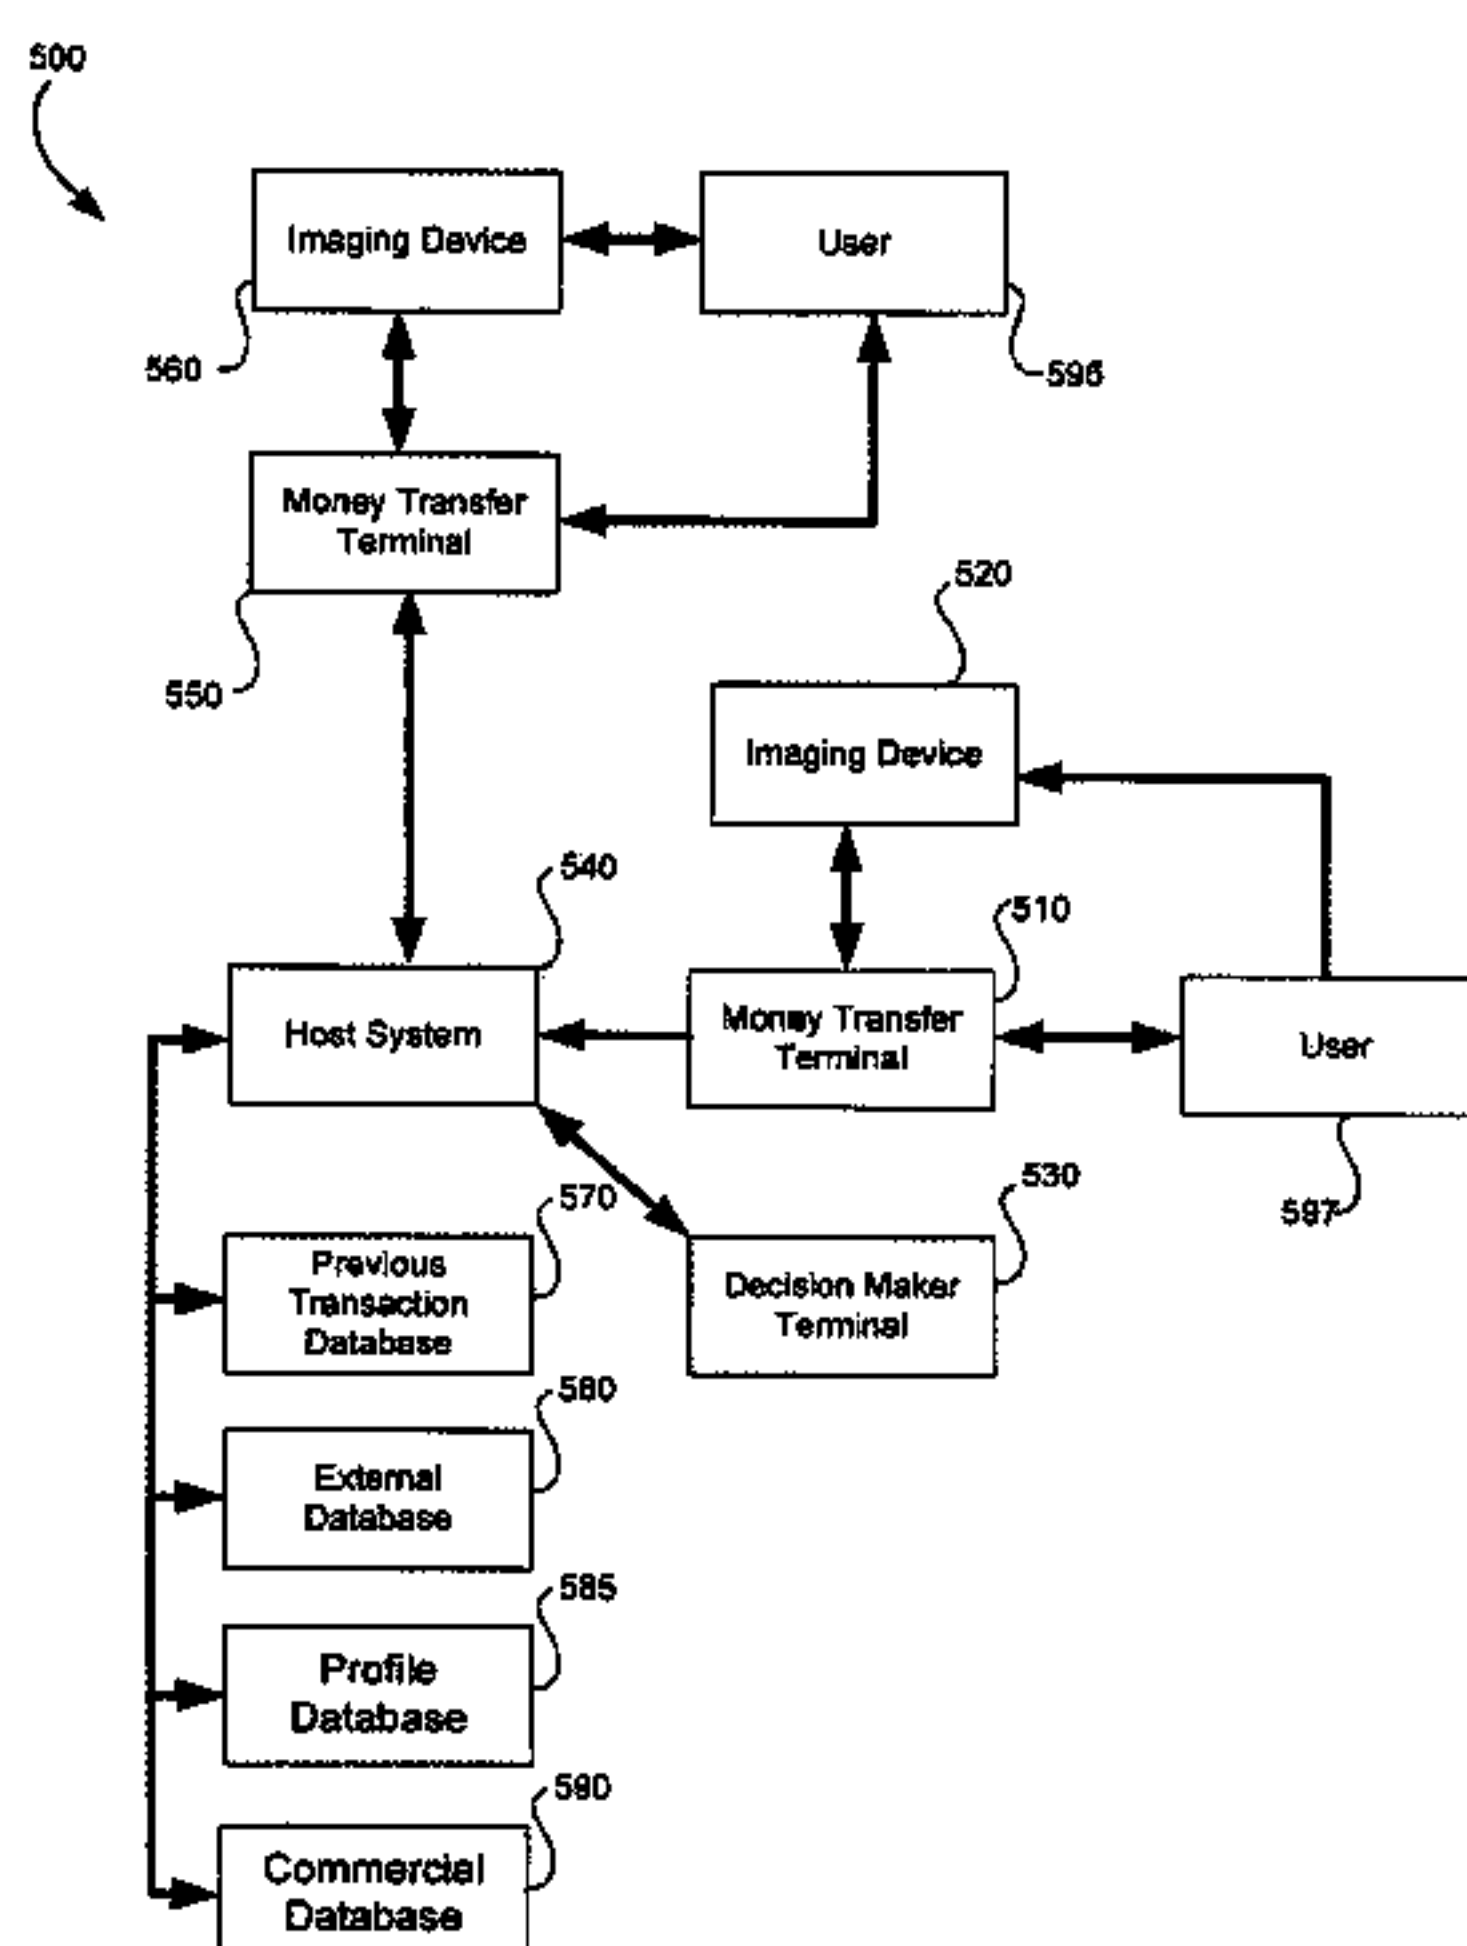 500
Imaging Device
User
560
596
Money Transfer
Terminal
520
550
Imaging Device
540
510
Host System
Money Transfer
Terminal
User
570
530
597
Previous
Transaction
Database
Decision Maker
Terminal
580
External
Database
585
Profile
Database
590
Commercial
Database